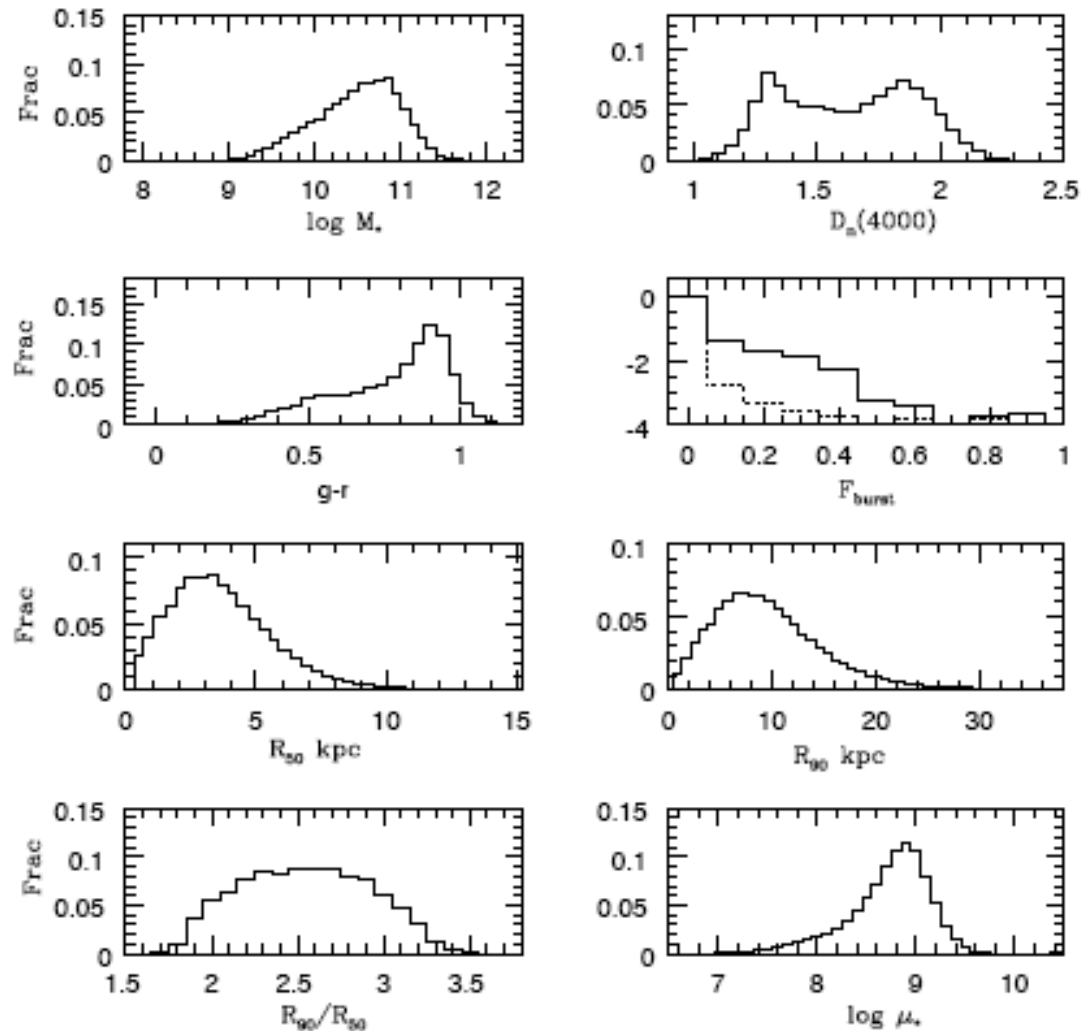 Frac
0.15
0.1
0.05
0
8 9 10 11 12
log M*
0.1
0.05
0
1 1.5 2 2.5
Dn(4000)
Frac
0.15
0.1
0.05
0
0 0.5 1
g-r
0
-2
-4
0 0.2 0.4 0.6 0.8 1
Fburst
Frac
0.1
0.05
0
0 5 10 15
R50 kpc
0.1
0.05
0
0 10 20 30
R90 kpc
Frac
0.15
0.1
0.05
0
1.5 2 2.5 3 3.5
R90/R50
0.15
0.1
0.05
0
7 8 9 10
log μ*